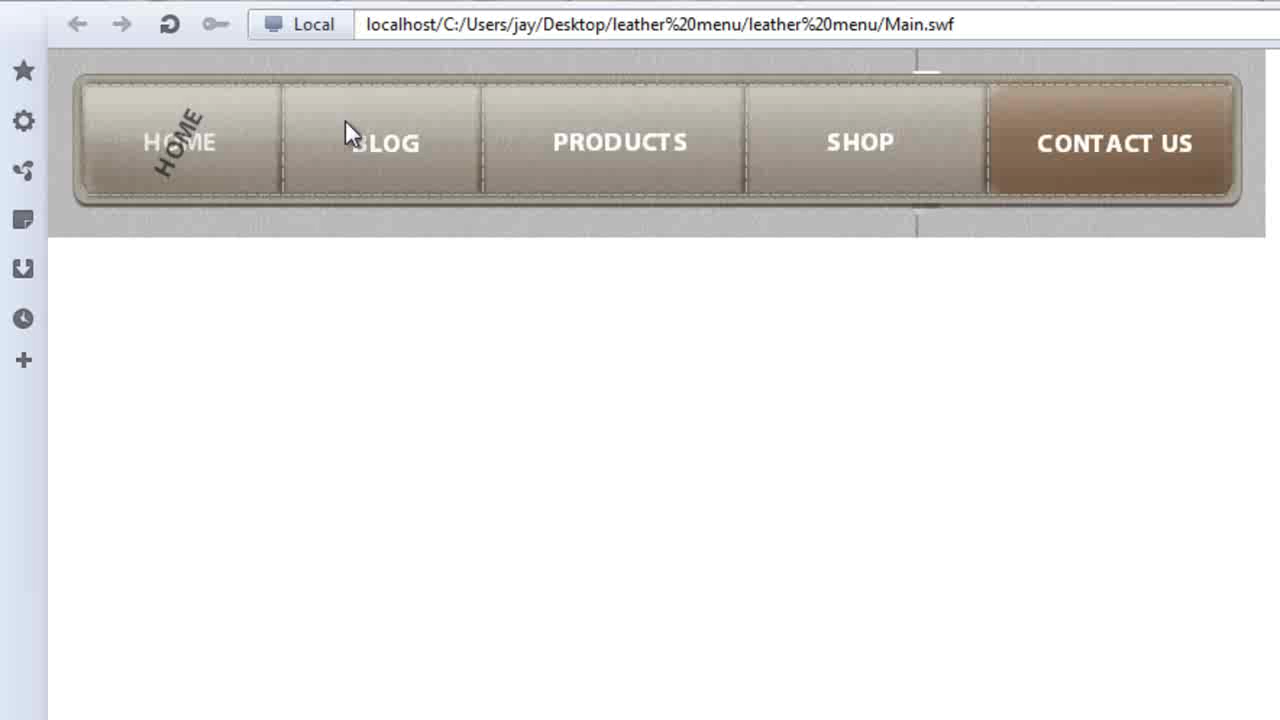 Local localhost/C:/Users/jay/Desktop/leather%20menu/leather%20menu/Main.swf
HOME HOME BLOG PRODUCTS SHOP CONTACT US